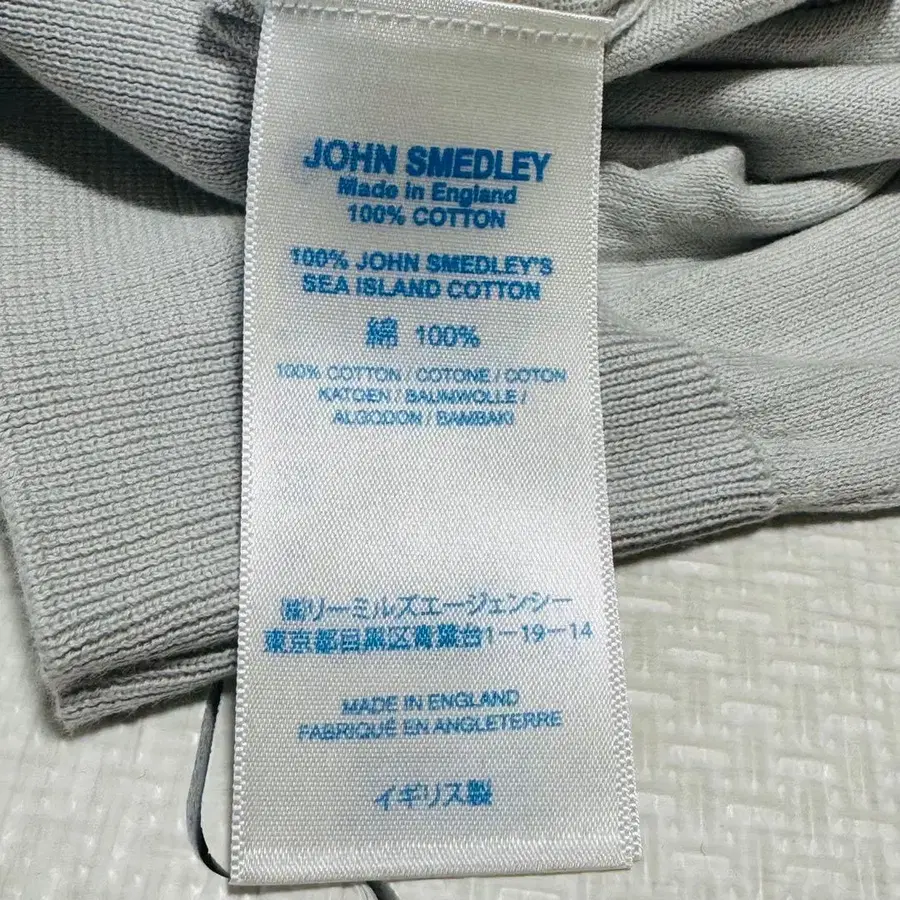 JOHN SMEDLEY
Made in England
100% COTTON
100% JOHN SMEDLEY'S
SEA ISLAND COTTON
綿 100%
100% COTTON / COTONE / COTON
KATOEN / BAUMWOLLE /
ALGODON / BAMBAKI
㈱リーミルズエージェンシー
東京都目黒区青葉台1-19-14
MADE IN ENGLAND
FABRIQUÉ EN ANGLETERRE
イギリス製